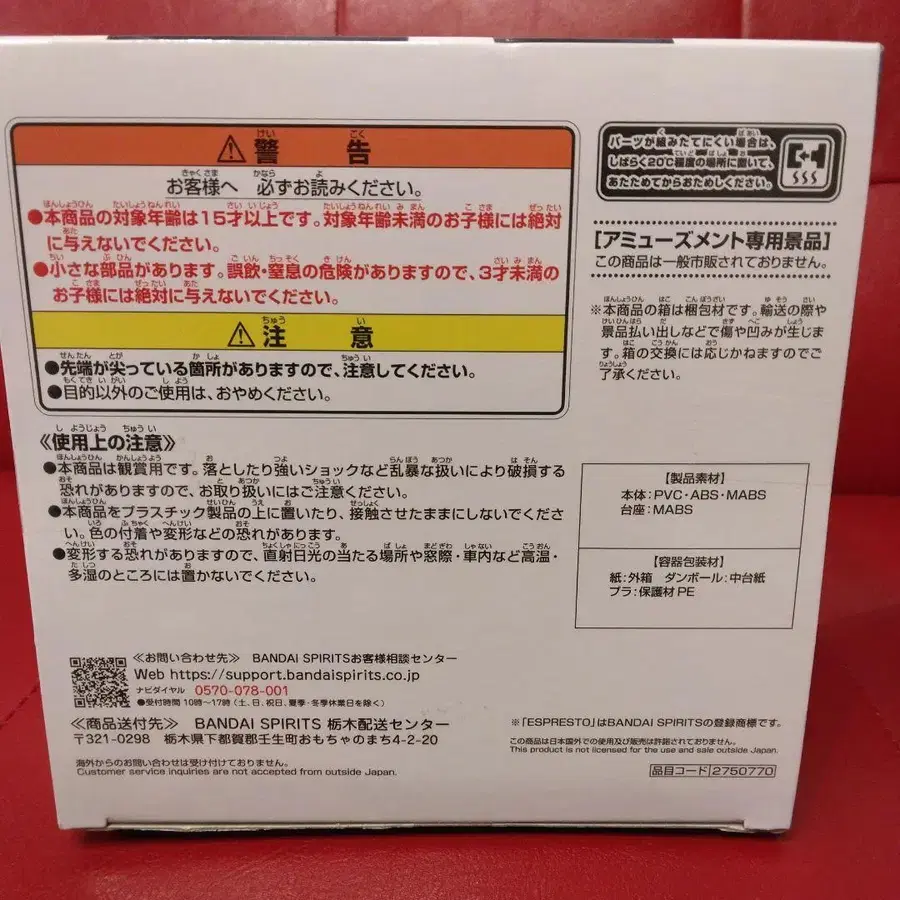 警告
お客様へ 必ずお読みください。
●本商品の対象年齢は15才以上です。対象年齢未満のお子様には絶対
に与えないでください。
●小さな部品があります。誤飲・窒息の危険がありますので、3才未満の
お子様には絶対に与えないでください。
注意
●先端が尖っている箇所がありますので、注意してください。
●目的以外のご使用は、おやめください。
パーツが組みたてにくい場合は、
しばらく20℃程度の場所に置いて、
あたためてからおためしください。
[アミューズメント専用景品]
この商品は一般市販されておりません。
※本商品の箱は梱包材です。輸送の際や
景品払い出しなどで傷や凹みが生じま
す。箱の交換には応じかねますのでご
了承ください。
《使用上の注意》
●本商品は観賞用です。落としたり強いショックなど乱暴な扱いにより破損する
恐れがありますので、お取り扱いにはご注意ください。
●本商品をプラスチック製品の上に置いたり、接触させたままにしないでくださ
い。色の付着や変形などの恐れがあります。
●変形する恐れがありますので、直射日光の当たる場所や窓際・車内など高温・
多湿のところには置かないでください。
【製品素材】
本体:PVC・ABS・MABS
台座:MABS
【容器包装材】
紙:外箱 ダンボール:中台紙
プラ:保護材PE
≪お問い合わせ先≫ BANDAI SPIRITSお客様相談センター
Web https://support.bandaispirits.co.jp
ナビダイヤル 0570-078-001
●受付時間 10時〜17時(土、日、祝日、夏季・冬季休業日を除く)
≪商品送付先≫ BANDAI SPIRITS 栃木配送センター
〒321-0298 栃木県下都賀郡壬生町おもちゃのまち4-2-20
海外からのお問い合わせは受け付けておりません。
Customer service inquiries are not accepted from outside Japan.
※「ESPRESTO」はBANDAI SPIRITSの登録商標です。
この商品は日本国外での使用及び販売は許諾されておりません。
This product is not licensed for the use and sale outside Japan.
品目コード 2750770